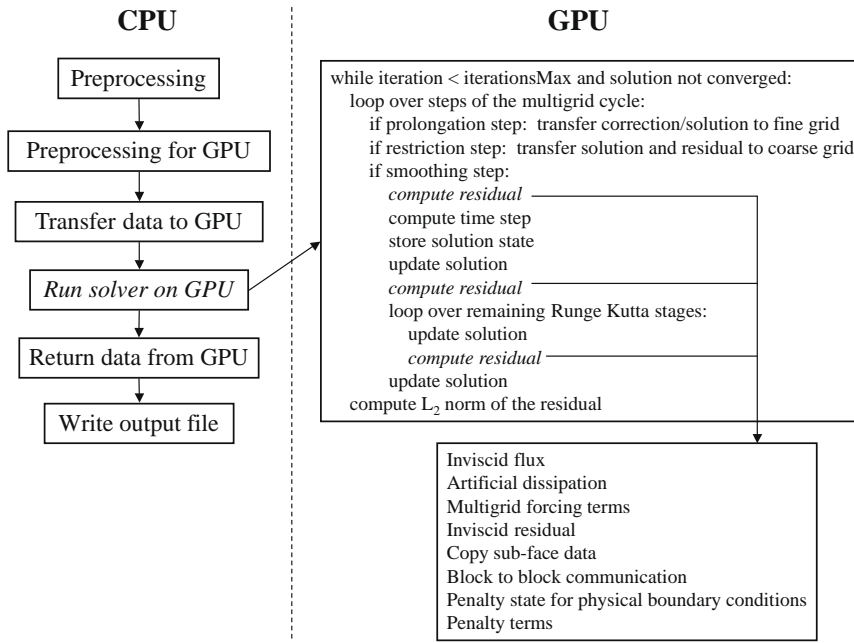 CPU
Preprocessing
Preprocessing for GPU
Transfer data to GPU
Run solver on GPU
Return data from GPU
Write output file
GPU
while iteration < iterationsMax and solution not converged:
loop over steps of the multigrid cycle:
if prolongation step: transfer correction/solution to fine grid
if restriction step: transfer solution and residual to coarse grid
if smoothing step:
compute residual
compute time step
store solution state
update solution
compute residual
loop over remaining Runge Kutta stages:
update solution
compute residual
update solution
compute L₂ norm of the residual
Inviscid flux
Artificial dissipation
Multigrid forcing terms
Inviscid residual
Copy sub-face data
Block to block communication
Penalty state for physical boundary conditions
Penalty terms